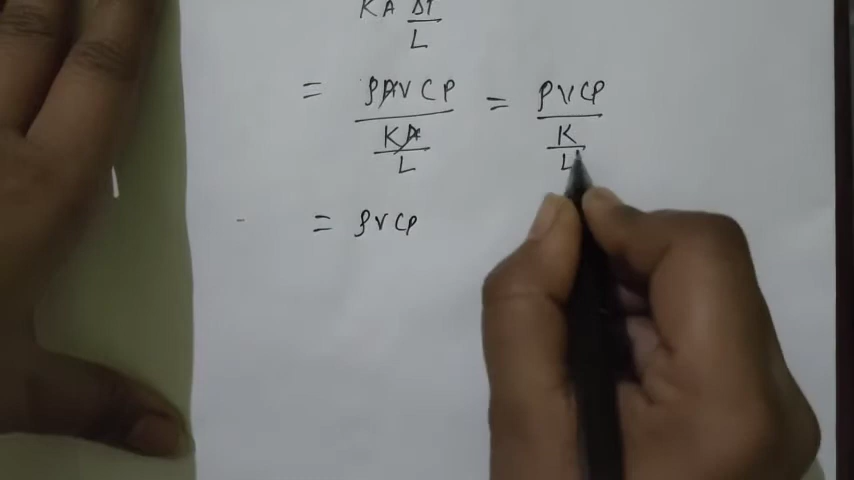 KA ΔT
L
= ρAVCP / KA/L = ρVCP / K/L
= ρVCP